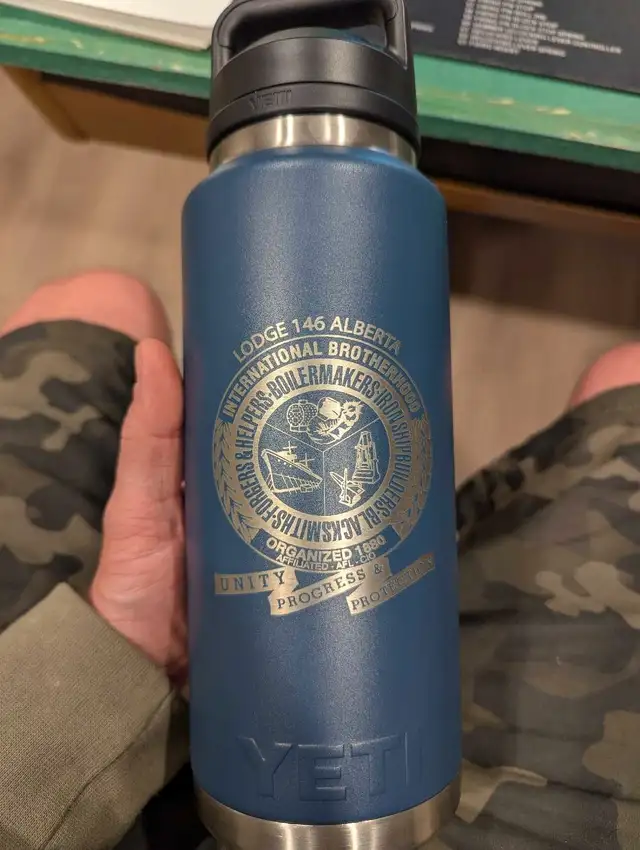 YETI
LODGE 146 ALBERTA
INTERNATIONAL BROTHERHOOD
BOILERMAKERS·IRON SHIPBUILDERS·BLACKSMITHS·FORGERS & HELPERS
ORGANIZED 1880
AFFILIATED - AFL-CIO
UNITY
PROGRESS &
PROTECTION
YETI